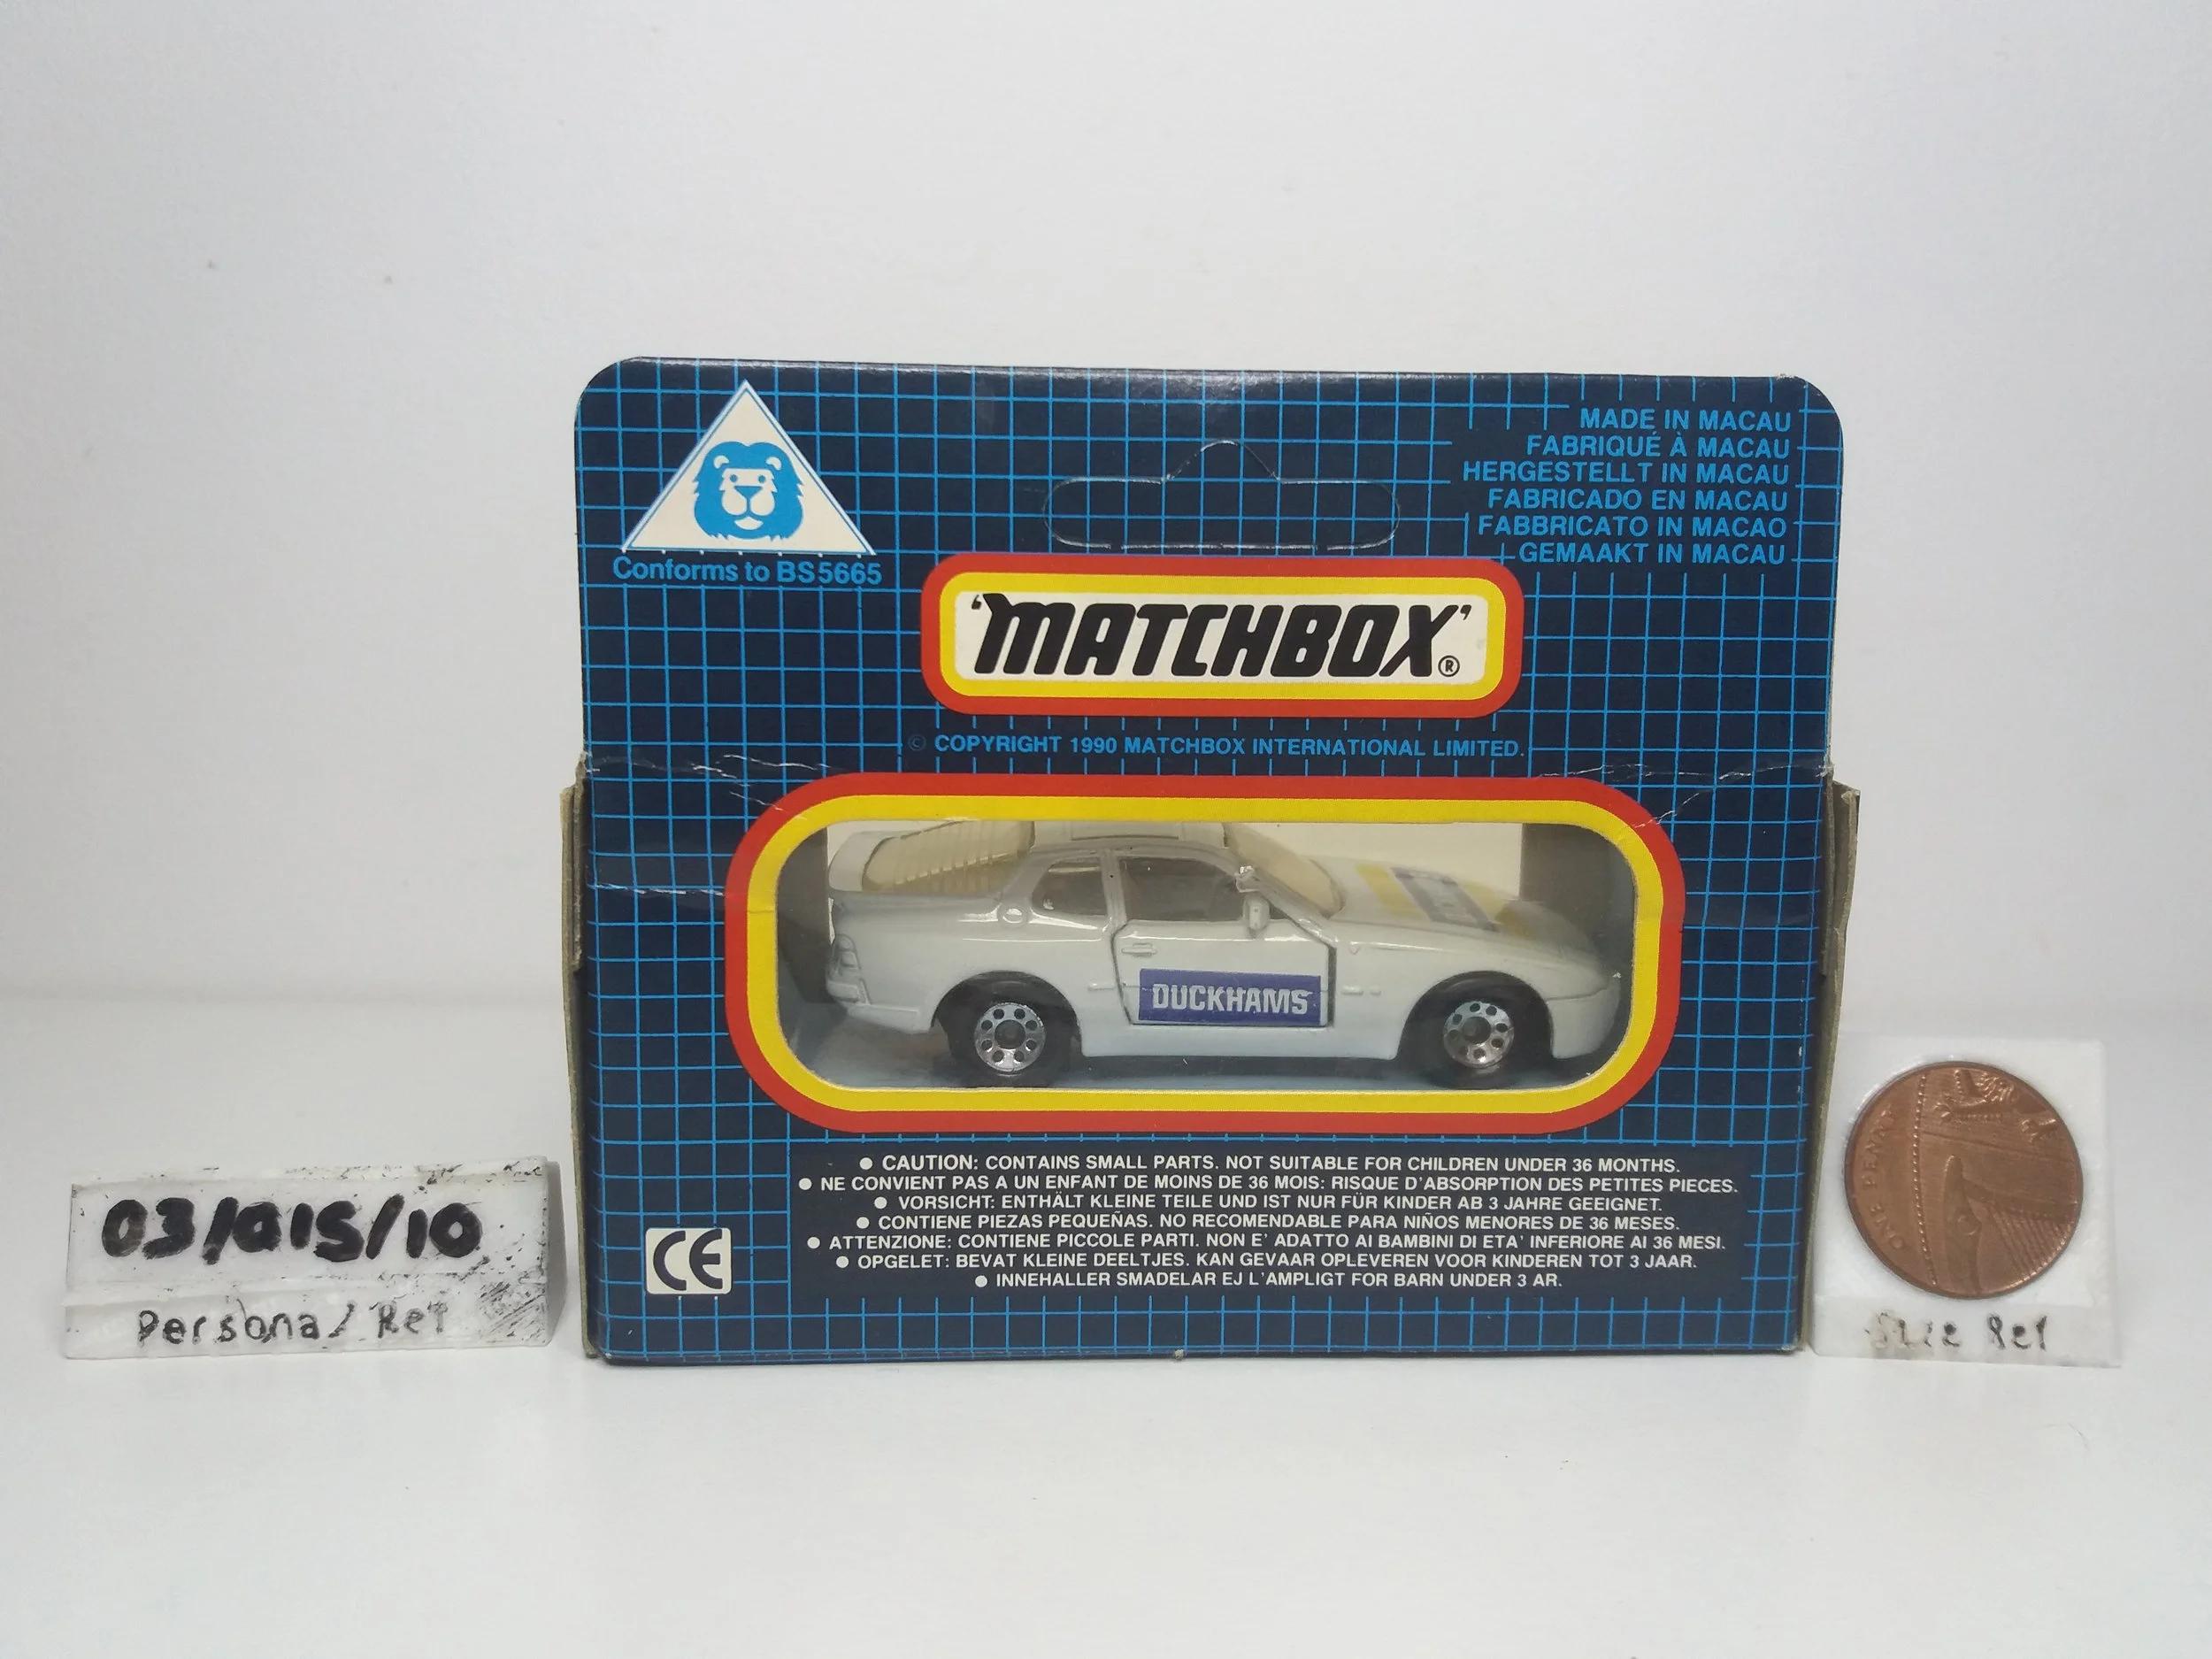 MADE IN MACAU
FABRIQUÉ À MACAU
HERGESTELLT IN MACAU
FABRICADO EN MACAU
FABBRICATO IN MACAO
GEMAAKT IN MACAU
Conforms to BS5665
'MATCHBOX'®
© COPYRIGHT 1990 MATCHBOX INTERNATIONAL LIMITED.
DUCKHAMS
● CAUTION: CONTAINS SMALL PARTS. NOT SUITABLE FOR CHILDREN UNDER 36 MONTHS.
● NE CONVIENT PAS A UN ENFANT DE MOINS DE 36 MOIS: RISQUE D'ABSORPTION DES PETITES PIECES.
● VORSICHT: ENTHÄLT KLEINE TEILE UND IST NUR FÜR KINDER AB 3 JAHRE GEEIGNET.
● CONTIENE PIEZAS PEQUEÑAS. NO RECOMENDABLE PARA NIÑOS MENORES DE 36 MESES.
● ATTENZIONE: CONTIENE PICCOLE PARTI. NON E' ADATTO AI BAMBINI DI ETA' INFERIORE AI 36 MESI.
● OPGELET: BEVAT KLEINE DEELTJES. KAN GEVAAR OPLEVEREN VOOR KINDEREN TOT 3 JAAR.
● INNEHALLER SMADELAR EJ L'AMPLIGT FOR BARN UNDER 3 AR.
CE
03/015/10
Personal Ref
ONE PENNY
Size Ref